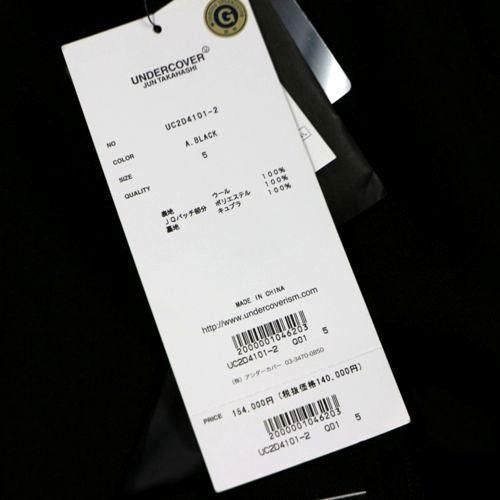 UNDERCOVER
JUN TAKAHASHI
NO UC2D4101-2
COLOR A.BLACK
SIZE 5
QUALITY
表地 ウール 100%
JQパッチ部分 ポリエステル 100%
裏地 キュプラ 100%
MADE IN CHINA
http://www.undercoverism.com/
2000001046203
UC2D4101-2 Q01 5
(株) アンダーカバー 03-3470-0850
PRICE 154,000円 (税抜価格140,000円)
2000001046203
UC2D4101-2 Q01 5
G